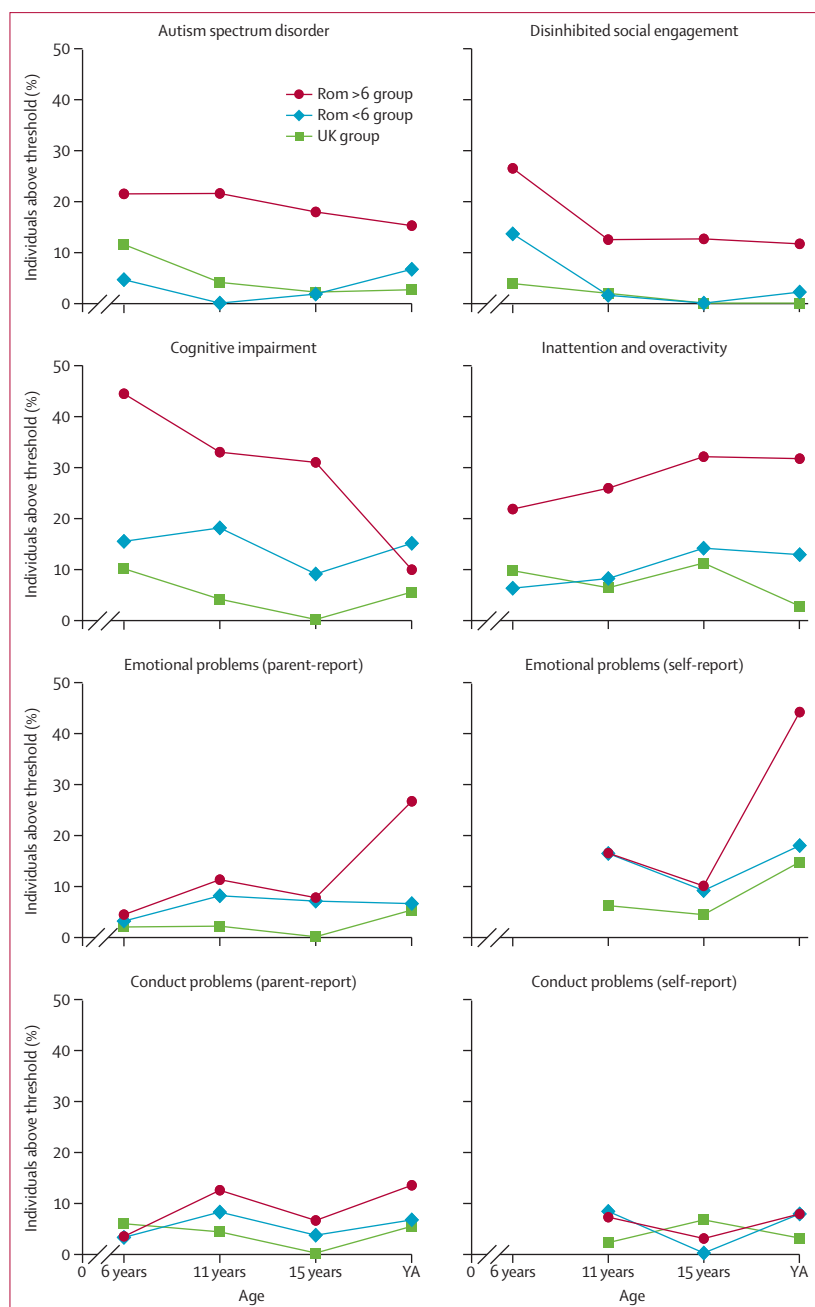 Autism spectrum disorder
Disinhibited social engagement
Individuals above threshold (%)
50
40
30
20
10
0
Rom >6 group
Rom <6 group
UK group
Cognitive impairment
Inattention and overactivity
Individuals above threshold (%)
50
40
30
20
10
0
Emotional problems (parent-report)
Emotional problems (self-report)
Individuals above threshold (%)
50
40
30
20
10
0
Conduct problems (parent-report)
Conduct problems (self-report)
Individuals above threshold (%)
50
40
30
20
10
0
0 6 years 11 years 15 years YA
Age
0 6 years 11 years 15 years YA
Age